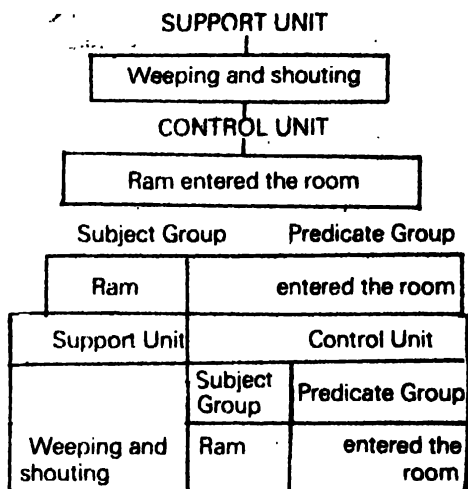 SUPPORT UNIT
Weeping and shouting
CONTROL UNIT
Ram entered the room
Subject Group Predicate Group
Ram entered the room
Support Unit Control Unit
Subject Group Predicate Group
Weeping and shouting Ram entered the room